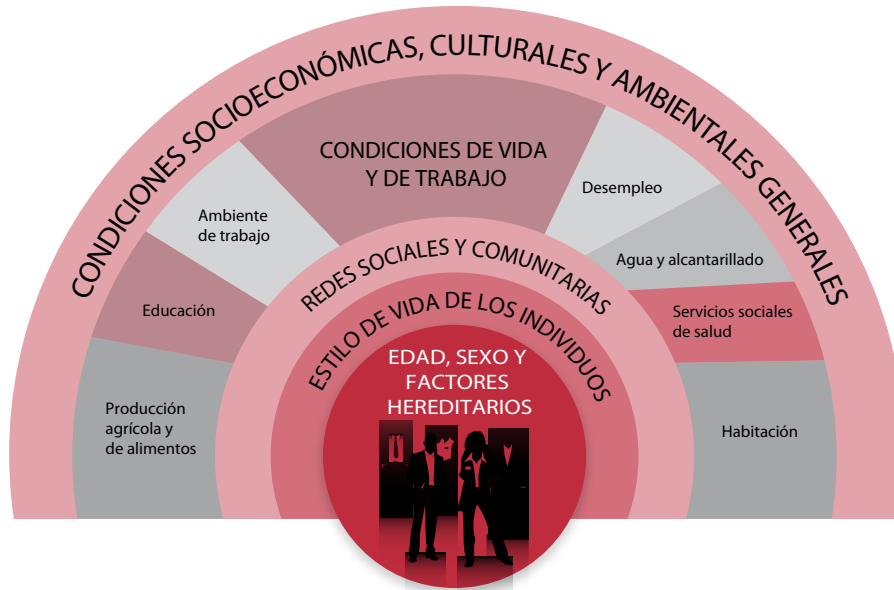 CONDICIONES SOCIOECONÓMICAS, CULTURALES Y AMBIENTALES GENERALES
CONDICIONES DE VIDA
Y DE TRABAJO
Producción
agrícola y
de alimentos
Educación
Ambiente
de trabajo
Desempleo
Agua y alcantarillado
Servicios sociales
de salud
Habitación
REDES SOCIALES Y COMUNITARIAS
ESTILO DE VIDA DE LOS INDIVIDUOS
EDAD, SEXO Y
FACTORES
HEREDITARIOS